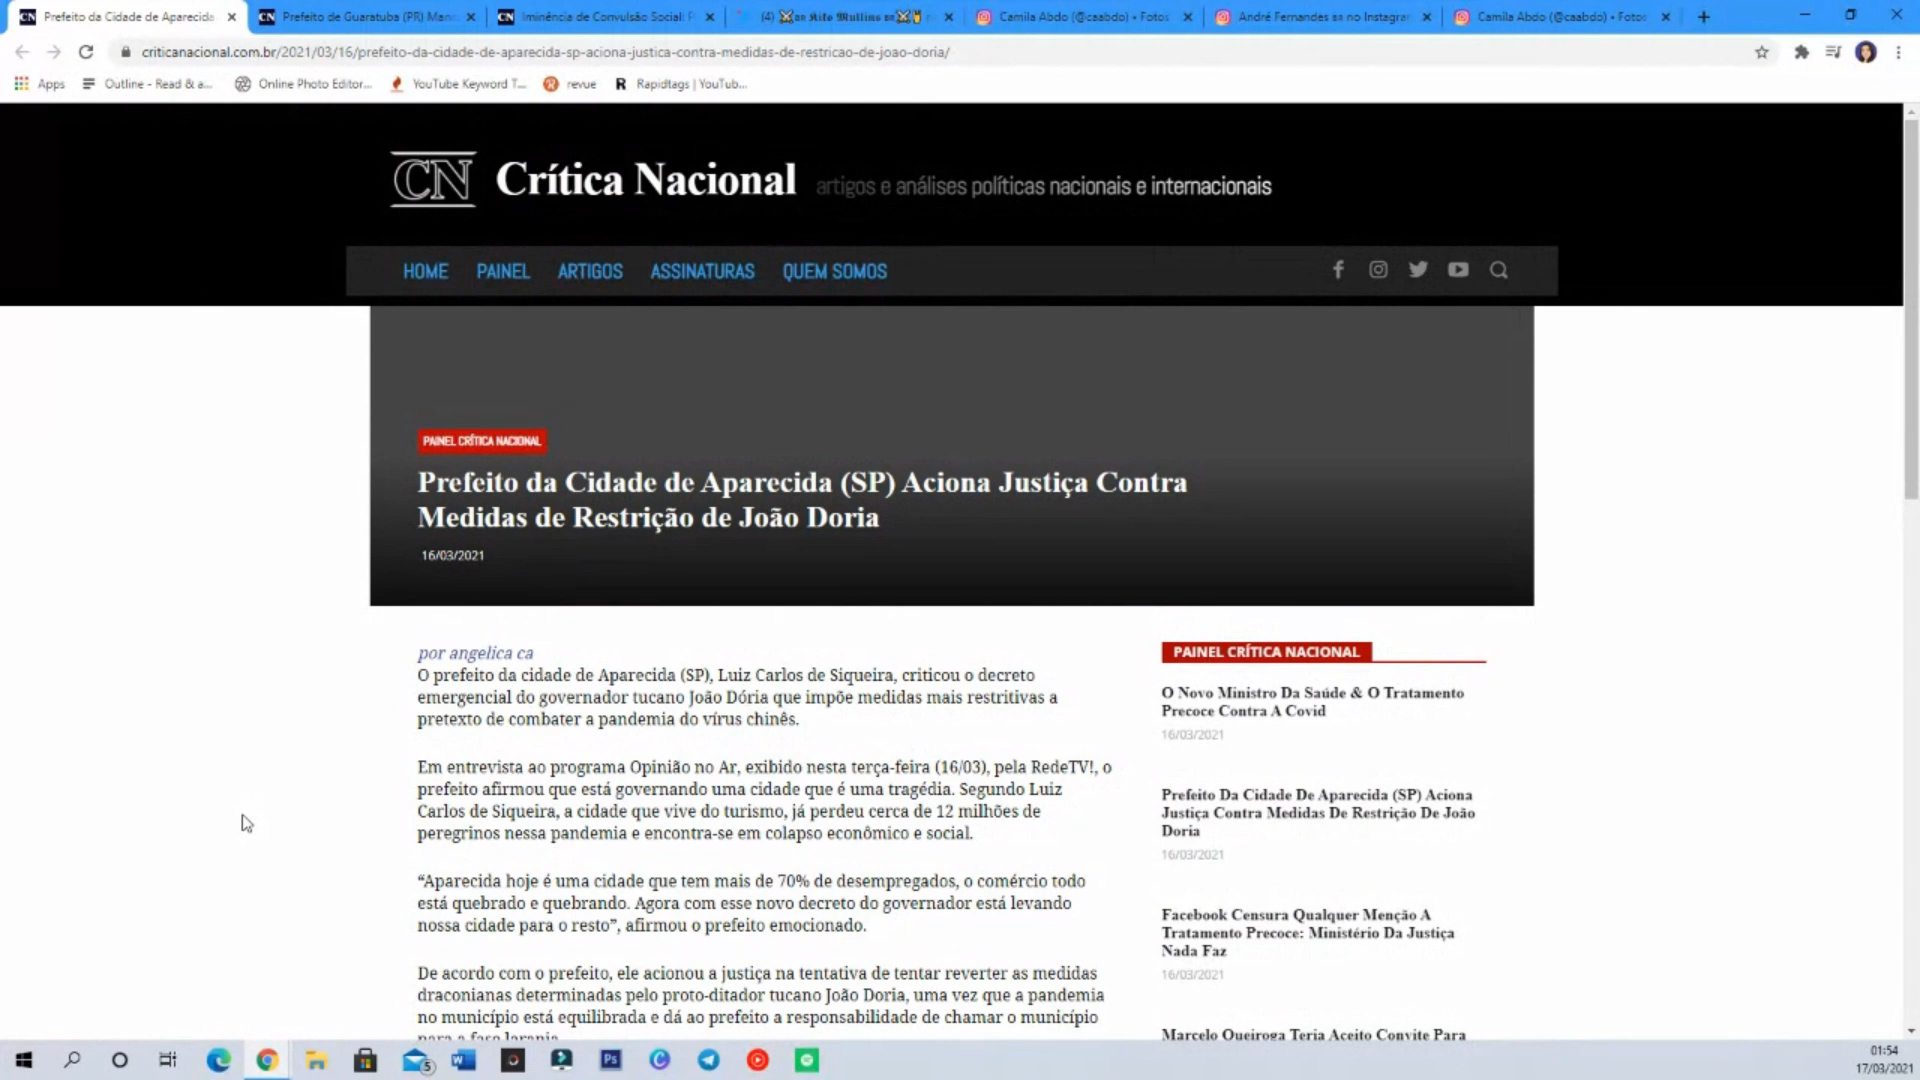 Prefeito da Cidade de Aparecida
Prefeito de Guaratuba (PR) Man
Iminência de Convulsão Social: P
(4)
Camila Abdo (@caabdo) • Fotos
André Fernandes no Instagram
Camila Abdo (@caabdo) • Fotos
criticanacional.com.br/2021/03/16/prefeito-da-cidade-de-aparecida-sp-aciona-justica-contra-medidas-de-restricao-de-joao-doria/
Apps
Outline - Read & a...
Online Photo Editor...
YouTube Keyword T...
revue
Rapidtags | YouTub...
CN Crítica Nacional artigos e análises políticas nacionais e internacionais
HOME PAINEL ARTIGOS ASSINATURAS QUEM SOMOS
PAINEL CRÍTICA NACIONAL
Prefeito da Cidade de Aparecida (SP) Aciona Justiça Contra
Medidas de Restrição de João Doria
16/03/2021
por angelica ca
O prefeito da cidade de Aparecida (SP), Luiz Carlos de Siqueira, criticou o decreto
emergencial do governador tucano João Dória que impõe medidas mais restritivas a
pretexto de combater a pandemia do vírus chinês.
Em entrevista ao programa Opinião no Ar, exibido nesta terça-feira (16/03), pela RedeTV!, o
prefeito afirmou que está governando uma cidade que é uma tragédia. Segundo Luiz
Carlos de Siqueira, a cidade que vive do turismo, já perdeu cerca de 12 milhões de
peregrinos nessa pandemia e encontra-se em colapso econômico e social.
“Aparecida hoje é uma cidade que tem mais de 70% de desempregados, o comércio todo
está quebrado e quebrando. Agora com esse novo decreto do governador está levando
nossa cidade para o resto”, afirmou o prefeito emocionado.
De acordo com o prefeito, ele acionou a justiça na tentativa de tentar reverter as medidas
draconianas determinadas pelo proto-ditador tucano João Doria, uma vez que a pandemia
no município está equilibrada e dá ao prefeito a responsabilidade de chamar o município
para a fase laranja
PAINEL CRÍTICA NACIONAL
O Novo Ministro Da Saúde & O Tratamento
Precoce Contra A Covid
16/03/2021
Prefeito Da Cidade De Aparecida (SP) Aciona
Justiça Contra Medidas De Restrição De João
Doria
16/03/2021
Facebook Censura Qualquer Menção A
Tratamento Precoce: Ministério Da Justiça
Nada Faz
16/03/2021
Marcelo Queiroga Teria Aceito Convite Para
5
Ps
01:54
17/03/2021